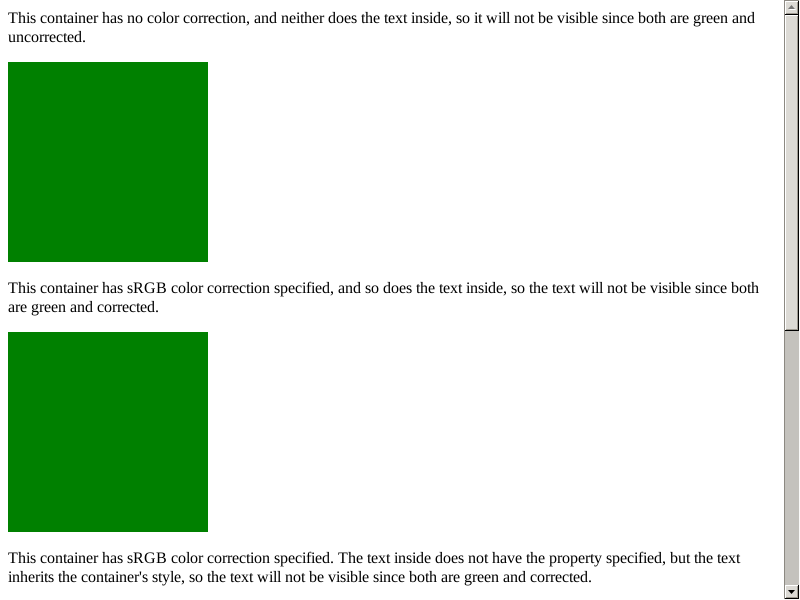 This container has no color correction, and neither does the text inside, so it will not be visible since both are green and
uncorrected.
This container has sRGB color correction specified, and so does the text inside, so the text will not be visible since both
are green and corrected.
This container has sRGB color correction specified. The text inside does not have the property specified, but the text
inherits the container's style, so the text will not be visible since both are green and corrected.